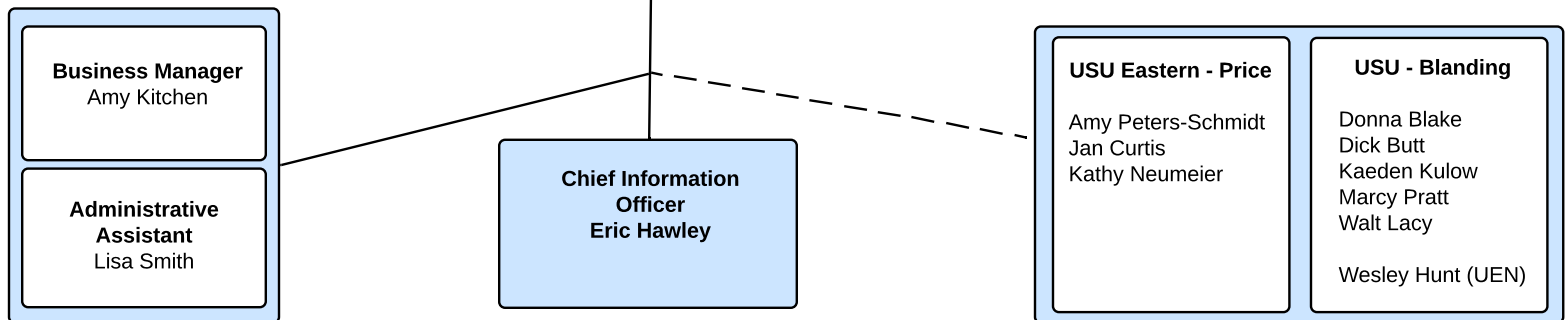 Business Manager
Amy Kitchen
Administrative
Assistant
Lisa Smith
Chief Information
Officer
Eric Hawley
USU Eastern - Price
Amy Peters-Schmidt
Jan Curtis
Kathy Neumeier
USU - Blanding
Donna Blake
Dick Butt
Kaeden Kulow
Marcy Pratt
Walt Lacy
Wesley Hunt (UEN)